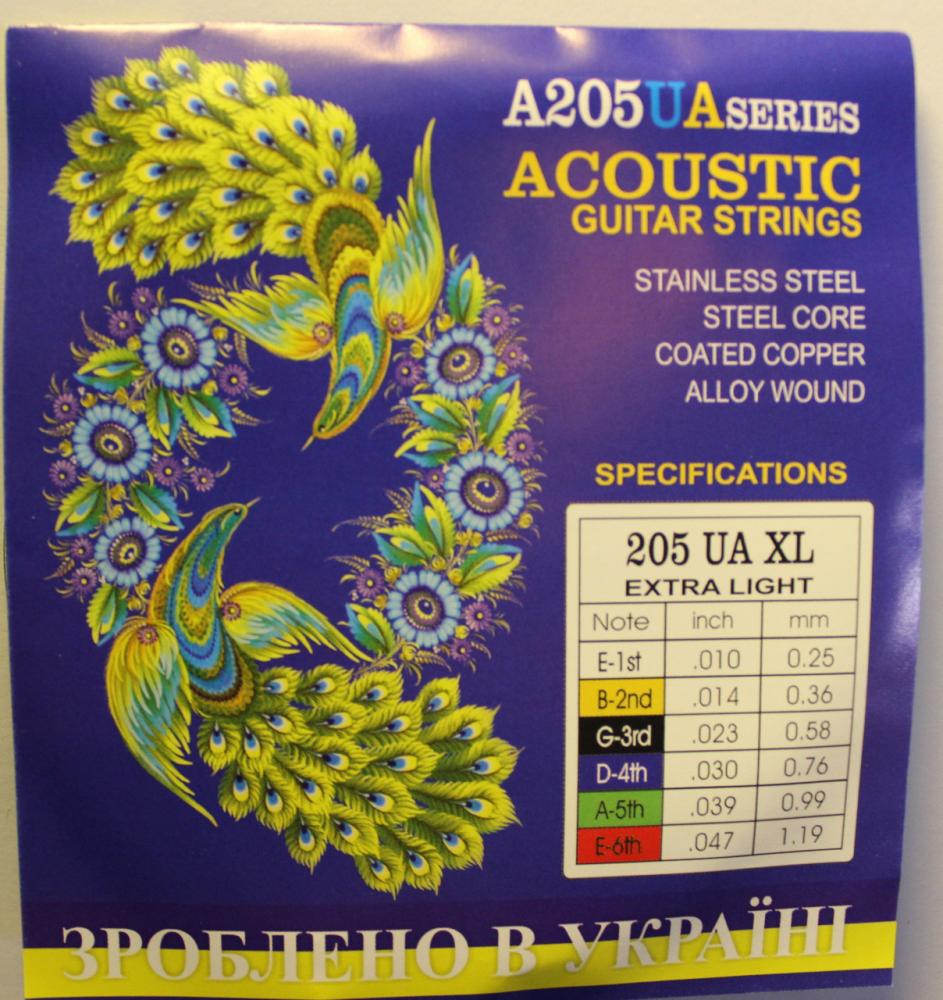 A205UA SERIES
ACOUSTIC
GUITAR STRINGS
STAINLESS STEEL
STEEL CORE
COATED COPPER
ALLOY WOUND
SPECIFICATIONS
205 UA XL
EXTRA LIGHT
Note inch mm
E-1st .010 0.25
B-2nd .014 0.36
G-3rd .023 0.58
D-4th .030 0.76
A-5th .039 0.99
E-6th .047 1.19
ЗРОБЛЕНО В УКРАЇНІ